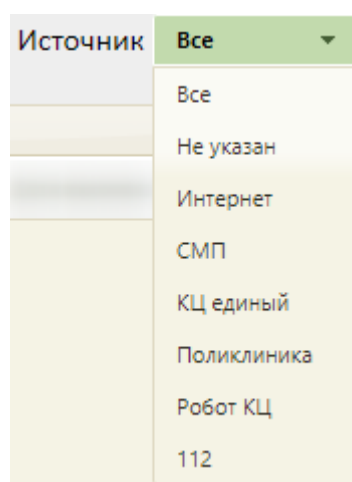 Источник Все
Все
Не указан
Интернет
СМП
КЦ единый
Поликлиника
Робот КЦ
112